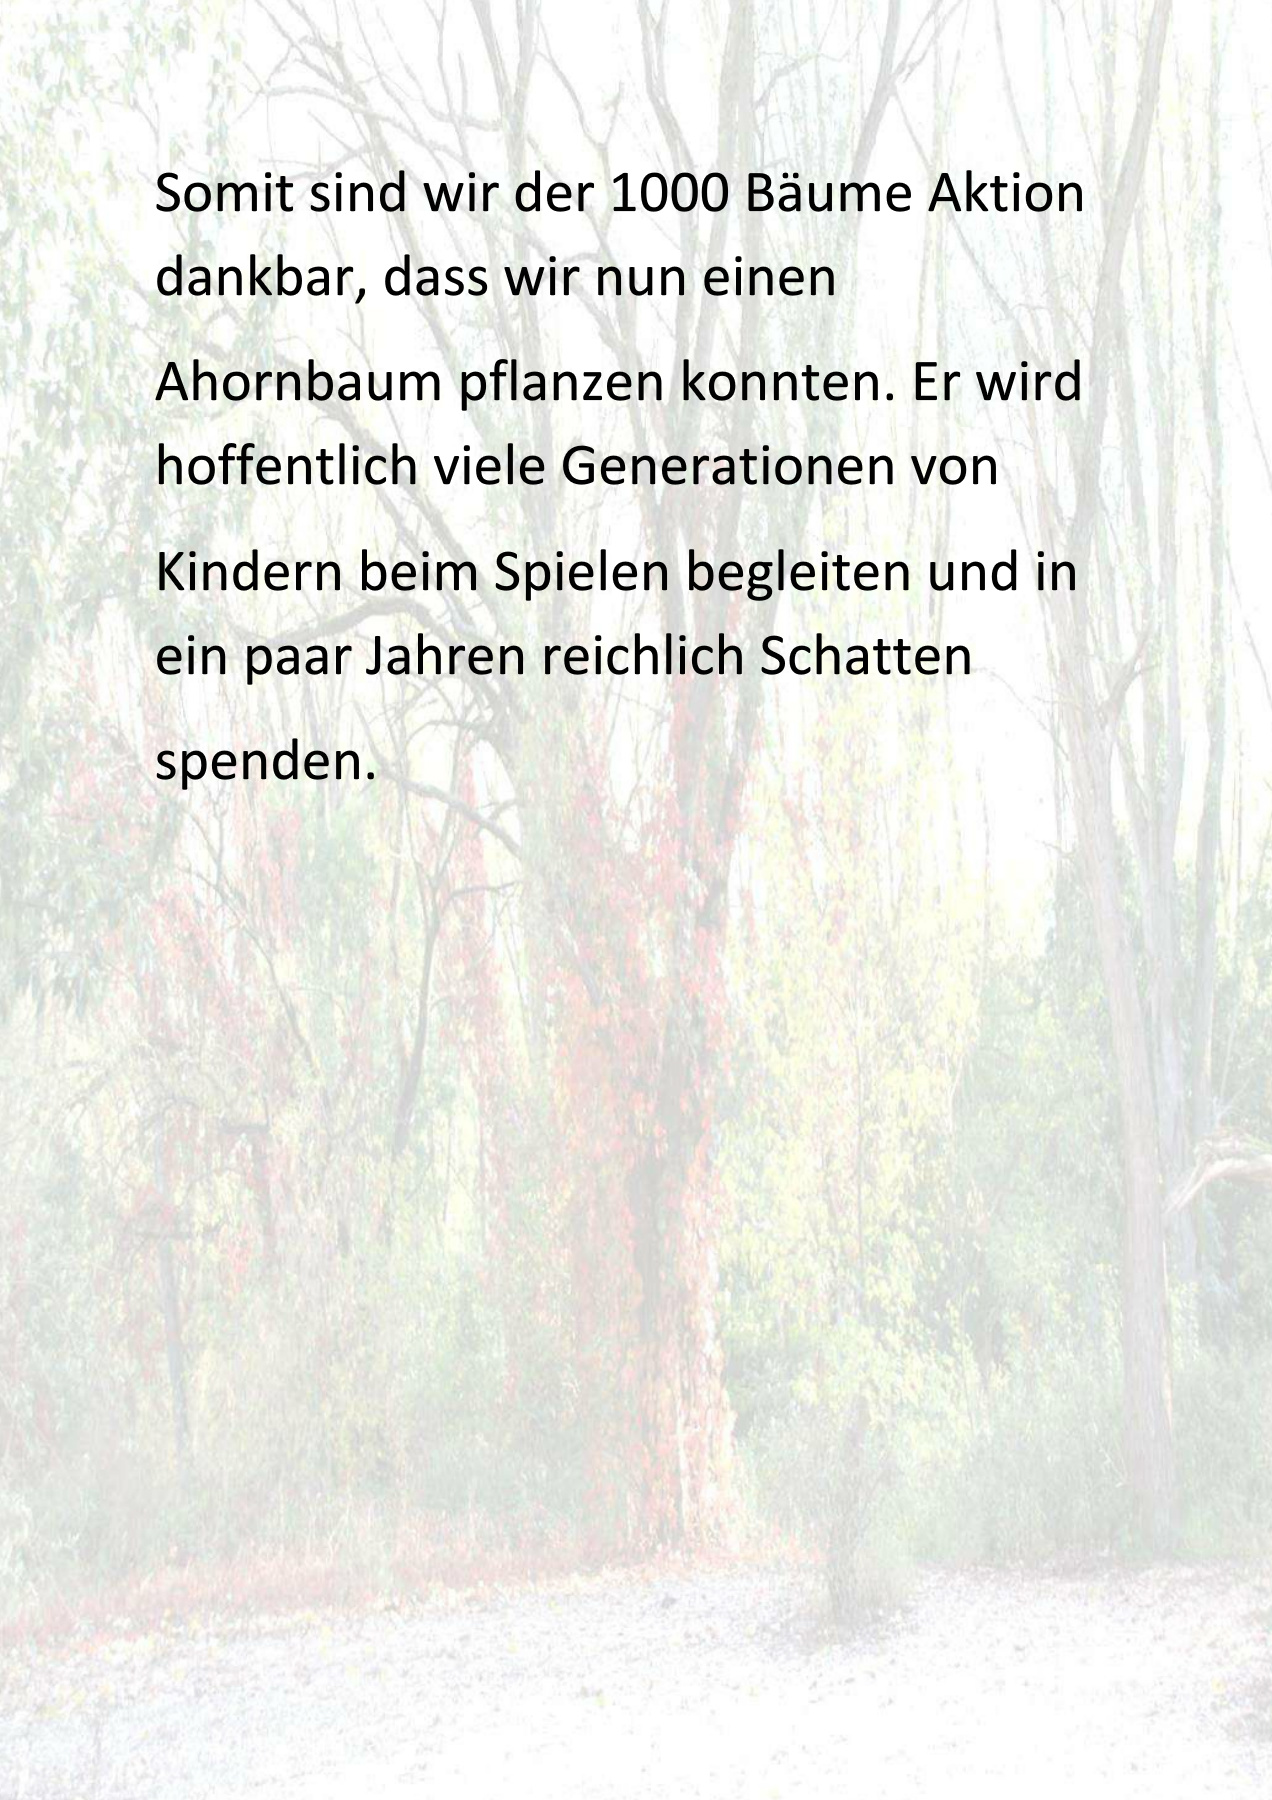 Somit sind wir der 1000 Bäume Aktion
dankbar, dass wir nun einen
Ahornbaum pflanzen konnten. Er wird
hoffentlich viele Generationen von
Kindern beim Spielen begleiten und in
ein paar Jahren reichlich Schatten
spenden.